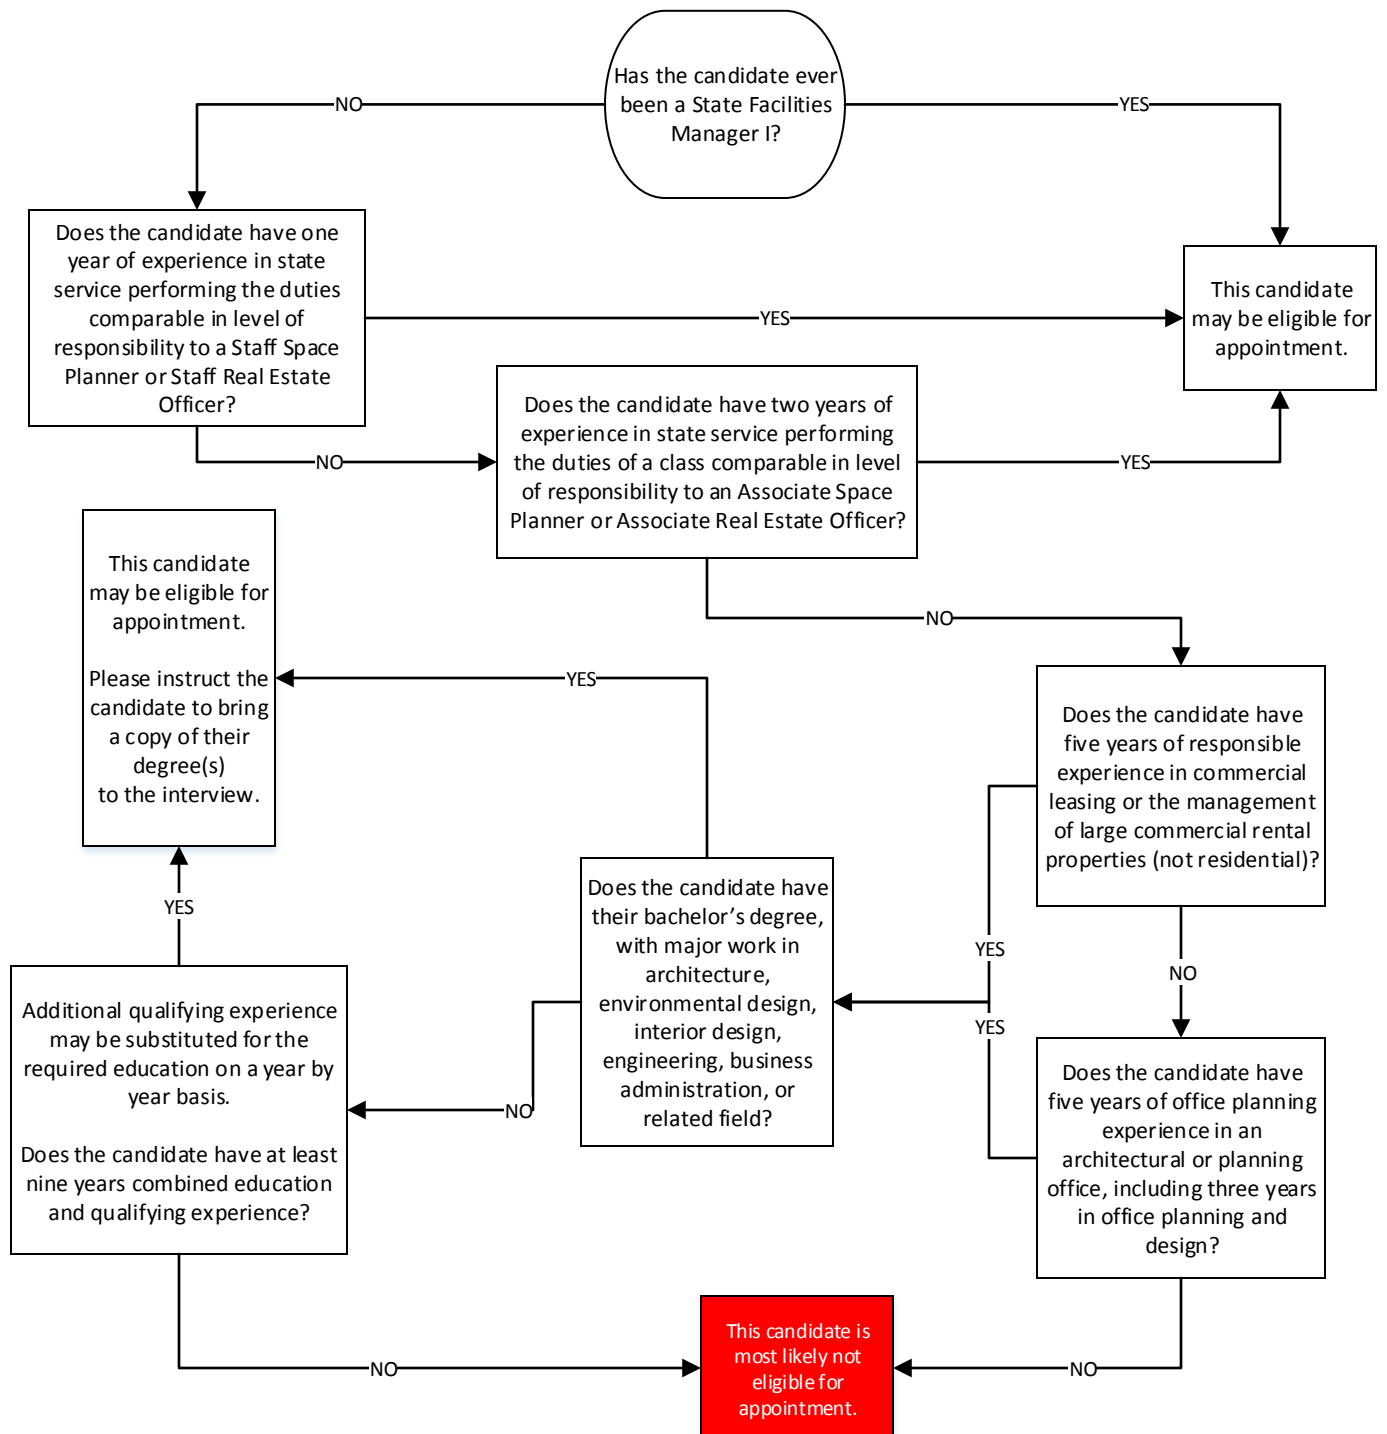 Has the candidate ever
been a State Facilities
Manager I?
NO
YES
Does the candidate have one
year of experience in state
service performing the duties
comparable in level of
responsibility to a Staff Space
Planner or Staff Real Estate
Officer?
YES
This candidate
may be eligible for
appointment.
NO
Does the candidate have two years of
experience in state service performing
the duties of a class comparable in level
of responsibility to an Associate Space
Planner or Associate Real Estate Officer?
YES
NO
This candidate
may be eligible for
appointment.
Please instruct the
candidate to bring
a copy of their
degree(s)
to the interview.
YES
Does the candidate have
five years of responsible
experience in commercial
leasing or the management
of large commercial rental
properties (not residential)?
YES
NO
YES
Does the candidate have
their bachelor’s degree,
with major work in
architecture,
environmental design,
interior design,
engineering, business
administration, or
related field?
YES
NO
Additional qualifying experience
may be substituted for the
required education on a year by
year basis.
Does the candidate have at least
nine years combined education
and qualifying experience?
Does the candidate have
five years of office planning
experience in an
architectural or planning
office, including three years
in office planning and
design?
NO
NO
This candidate is
most likely not
eligible for
appointment.